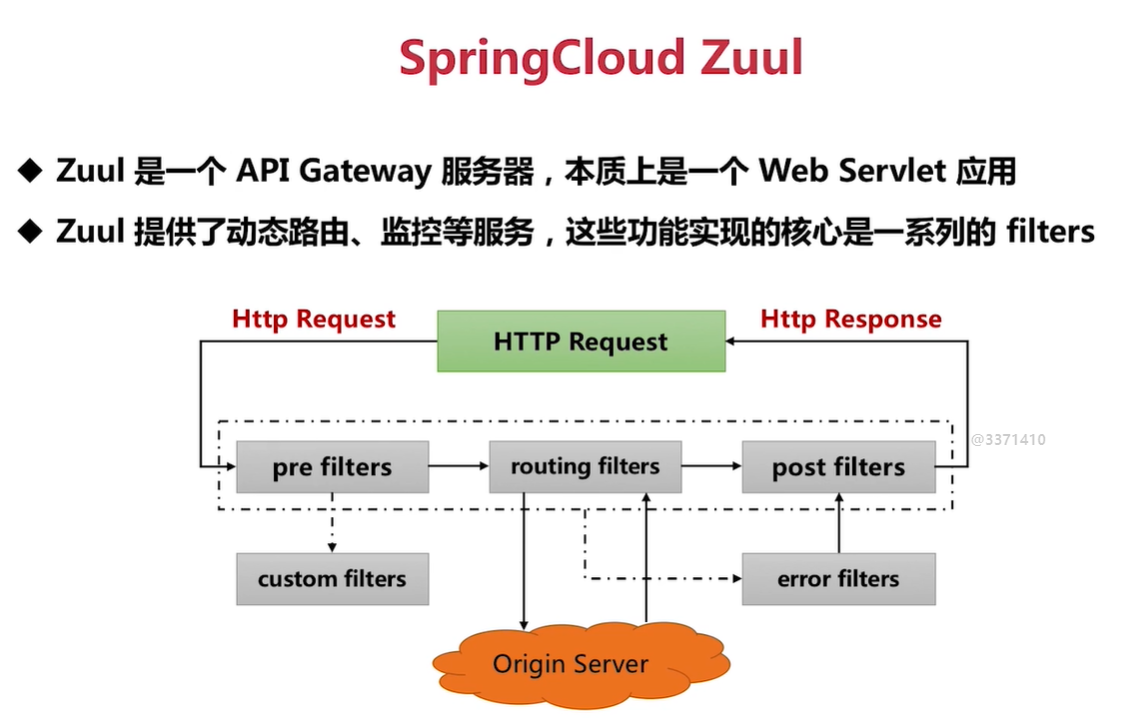 SpringCloud Zuul
◆ Zuul 是一个 API Gateway 服务器，本质上是一个 Web Servlet 应用
◆ Zuul 提供了动态路由、监控等服务，这些功能实现的核心是一系列的 filters
Http Request
HTTP Request
Http Response
@3371410
pre filters
routing filters
post filters
custom filters
error filters
Origin Server